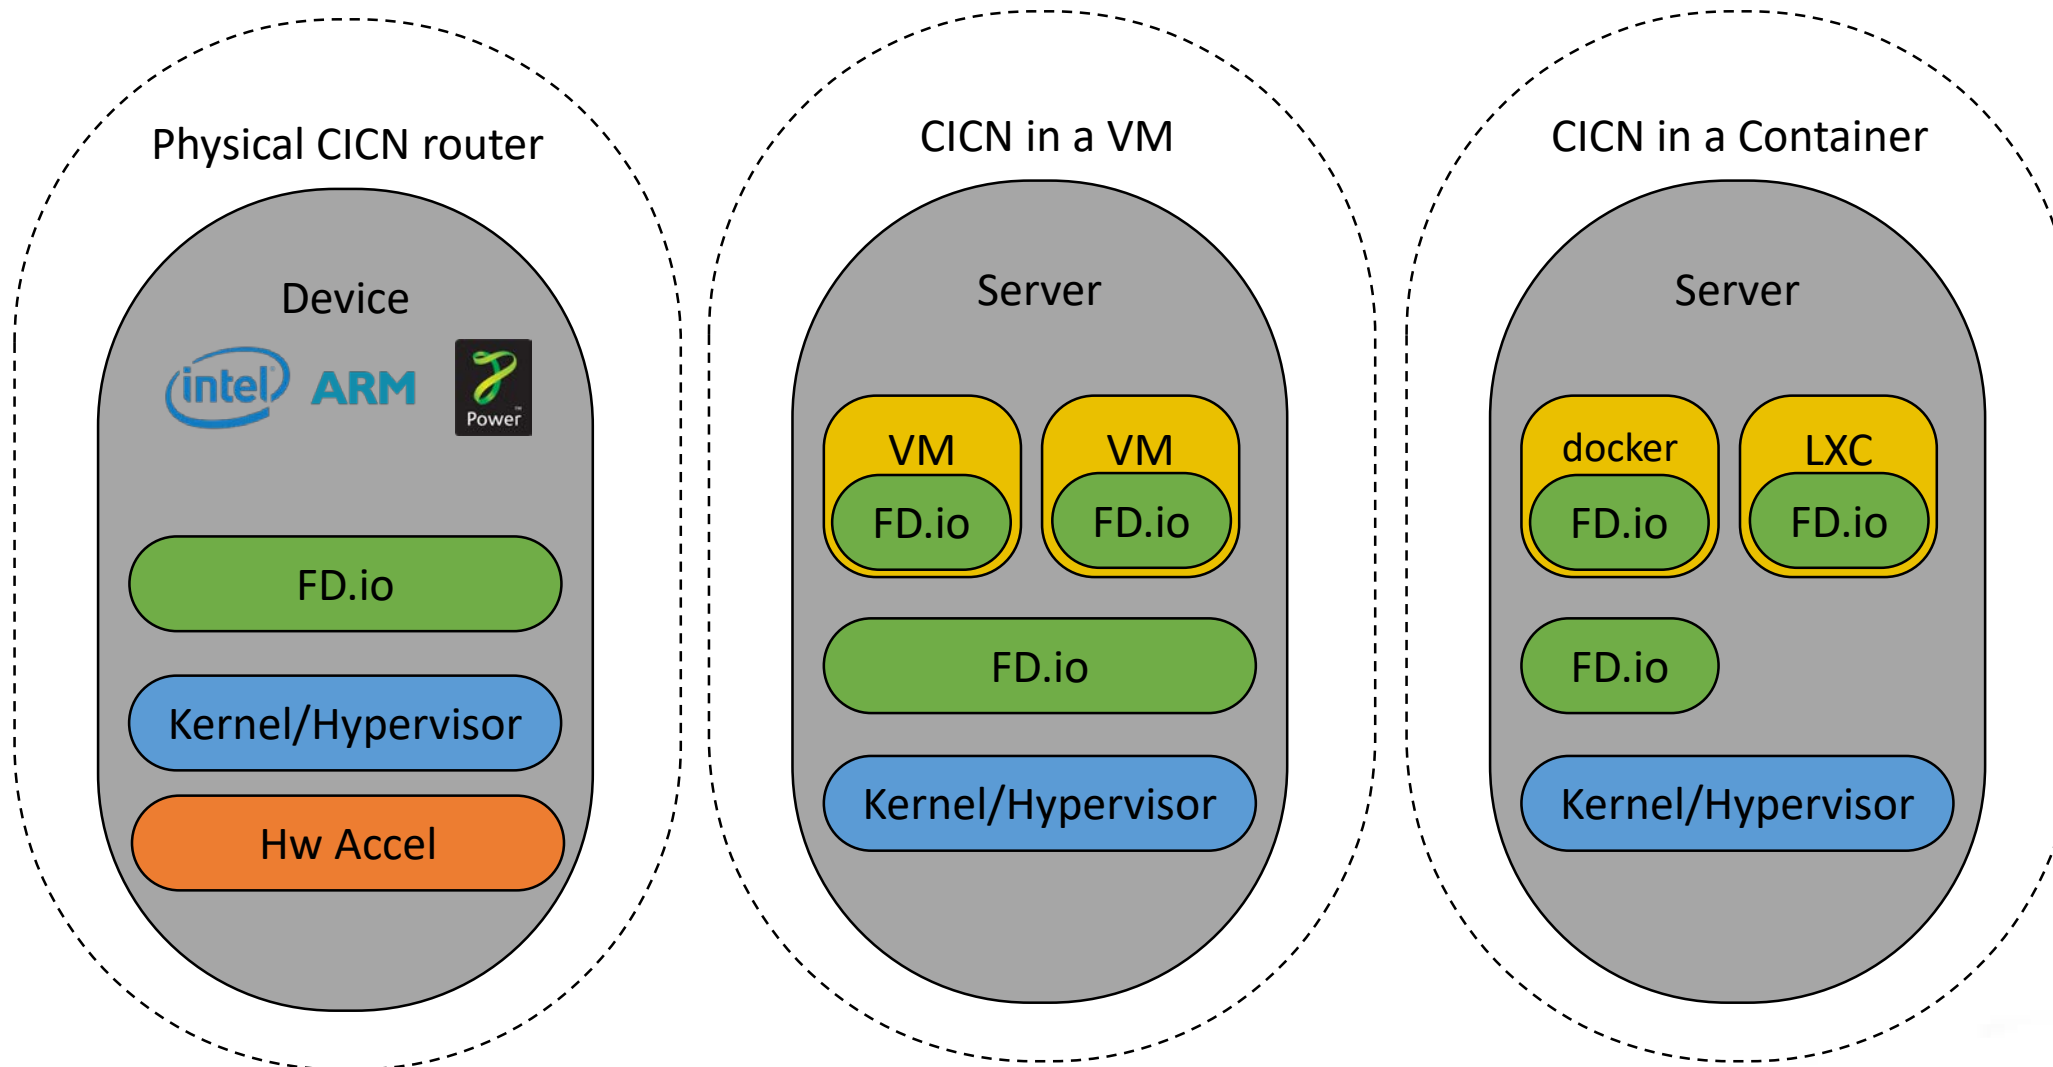 Physical CICN router
Device
intel ARM Power™
FD.io
Kernel/Hypervisor
Hw Accel
CICN in a VM
Server
VM VM
FD.io FD.io
FD.io
Kernel/Hypervisor
CICN in a Container
Server
docker LXC
FD.io FD.io
FD.io
Kernel/Hypervisor